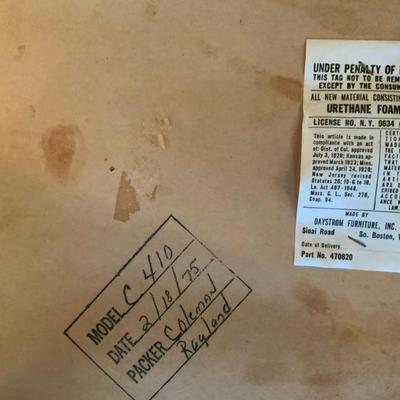 UNDER PENALTY OF
THIS TAG NOT TO BE REM
EXCEPT BY THE CONSUM
ALL NEW MATERIAL CONSISTIN
URETHANE FOAM
LICENSE NO. N.Y. 9634
This article is made in
compliance with an act
of: Dist. of Col. approved
July 3, 1926; Kansas ap-
proved March 1923; Minn.
approved April 24, 1929;
New Jersey revised
Statutes 26: 10-6 to 18.
La. Act 467-1948.
Mass. G. L., Sec. 270,
Chap. 94.
MADE BY
DAYSTROM FURNITURE, INC.
Sinai Road So. Boston, V
Date of Delivery
Part No. 470820
MODEL C 410
DATE 2/18/75
PACKER Coleman
Ragland